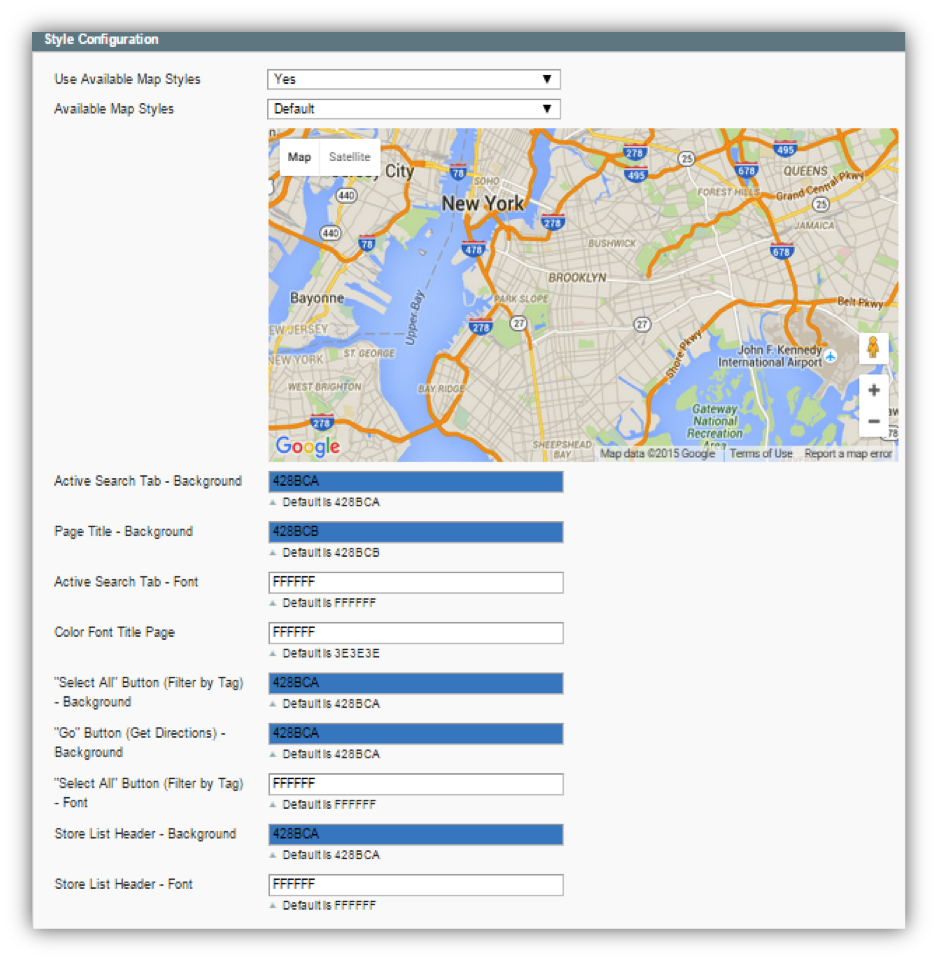 Style Configuration
Use Available Map Styles
Yes
Available Map Styles
Default
Map
Satellite
City
78
278
495
25
495
678
QUEENS
440
SOHO
New York
FOREST HILLS
Grand Central Pkwy
25
440
78
278
478
JAMAICA
BUSHWICK
678
BROOKLYN
Bayonne
Upper Bay
PARK SLOPE
Belt Pkwy
278
27
27
EW JERSEY
NEW YORK
ST. GEORGE
Shore Pkwy
John F. Kennedy
International Airport
WEST BRIGHTON
BAY RIDGE
+
278
Gateway
National
Recreation
Area
−
78
Google
SHEEPSHEAD
BAY
Map data ©2015 Google
Terms of Use
Report a map error
Active Search Tab - Background
428BCA
Default is 428BCA
Page Title - Background
428BCB
Default is 428BCB
Active Search Tab - Font
FFFFFF
Default is FFFFFF
Color Font Title Page
FFFFFF
Default is 3E3E3E
"Select All" Button (Filter by Tag)
- Background
428BCA
Default is 428BCA
"Go" Button (Get Directions) -
Background
428BCA
Default is 428BCA
"Select All" Button (Filter by Tag)
- Font
FFFFFF
Default is FFFFFF
Store List Header - Background
428BCA
Default is 428BCA
Store List Header - Font
FFFFFF
Default is FFFFFF